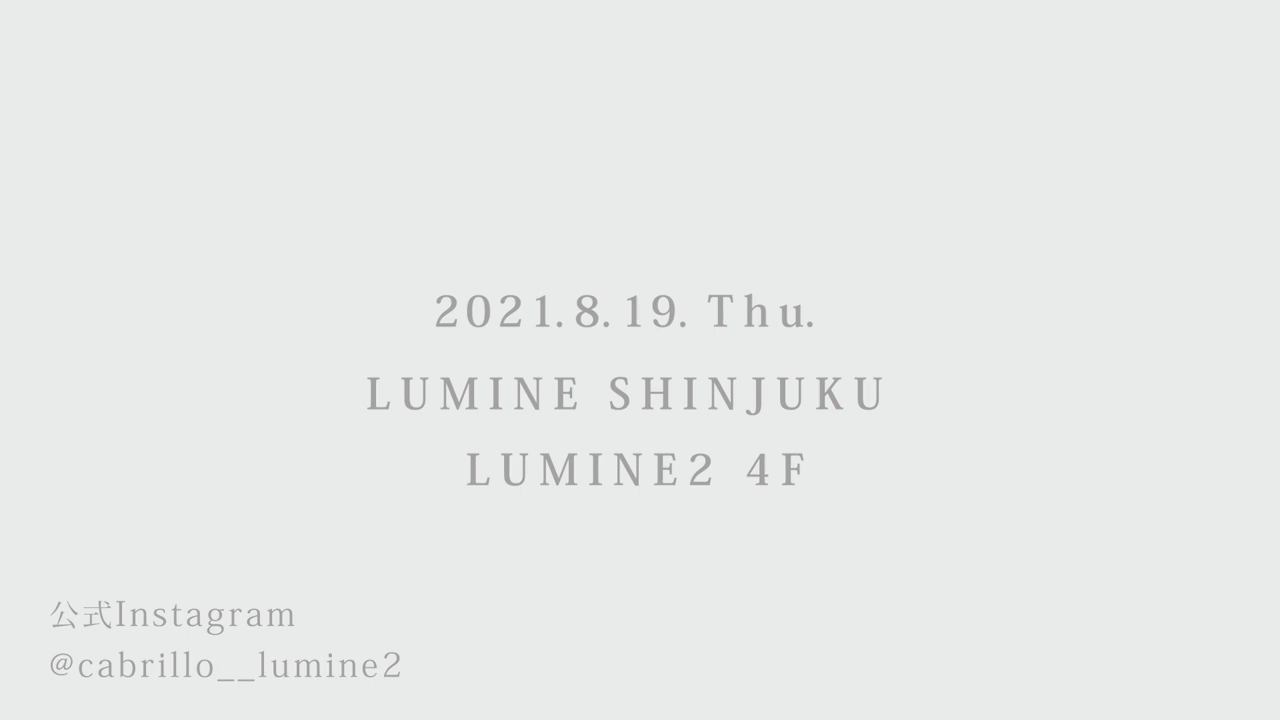 2021.8.19. Thu.
LUMINE SHINJUKU
LUMINE2 4F
公式Instagram
@cabrillo__lumine2